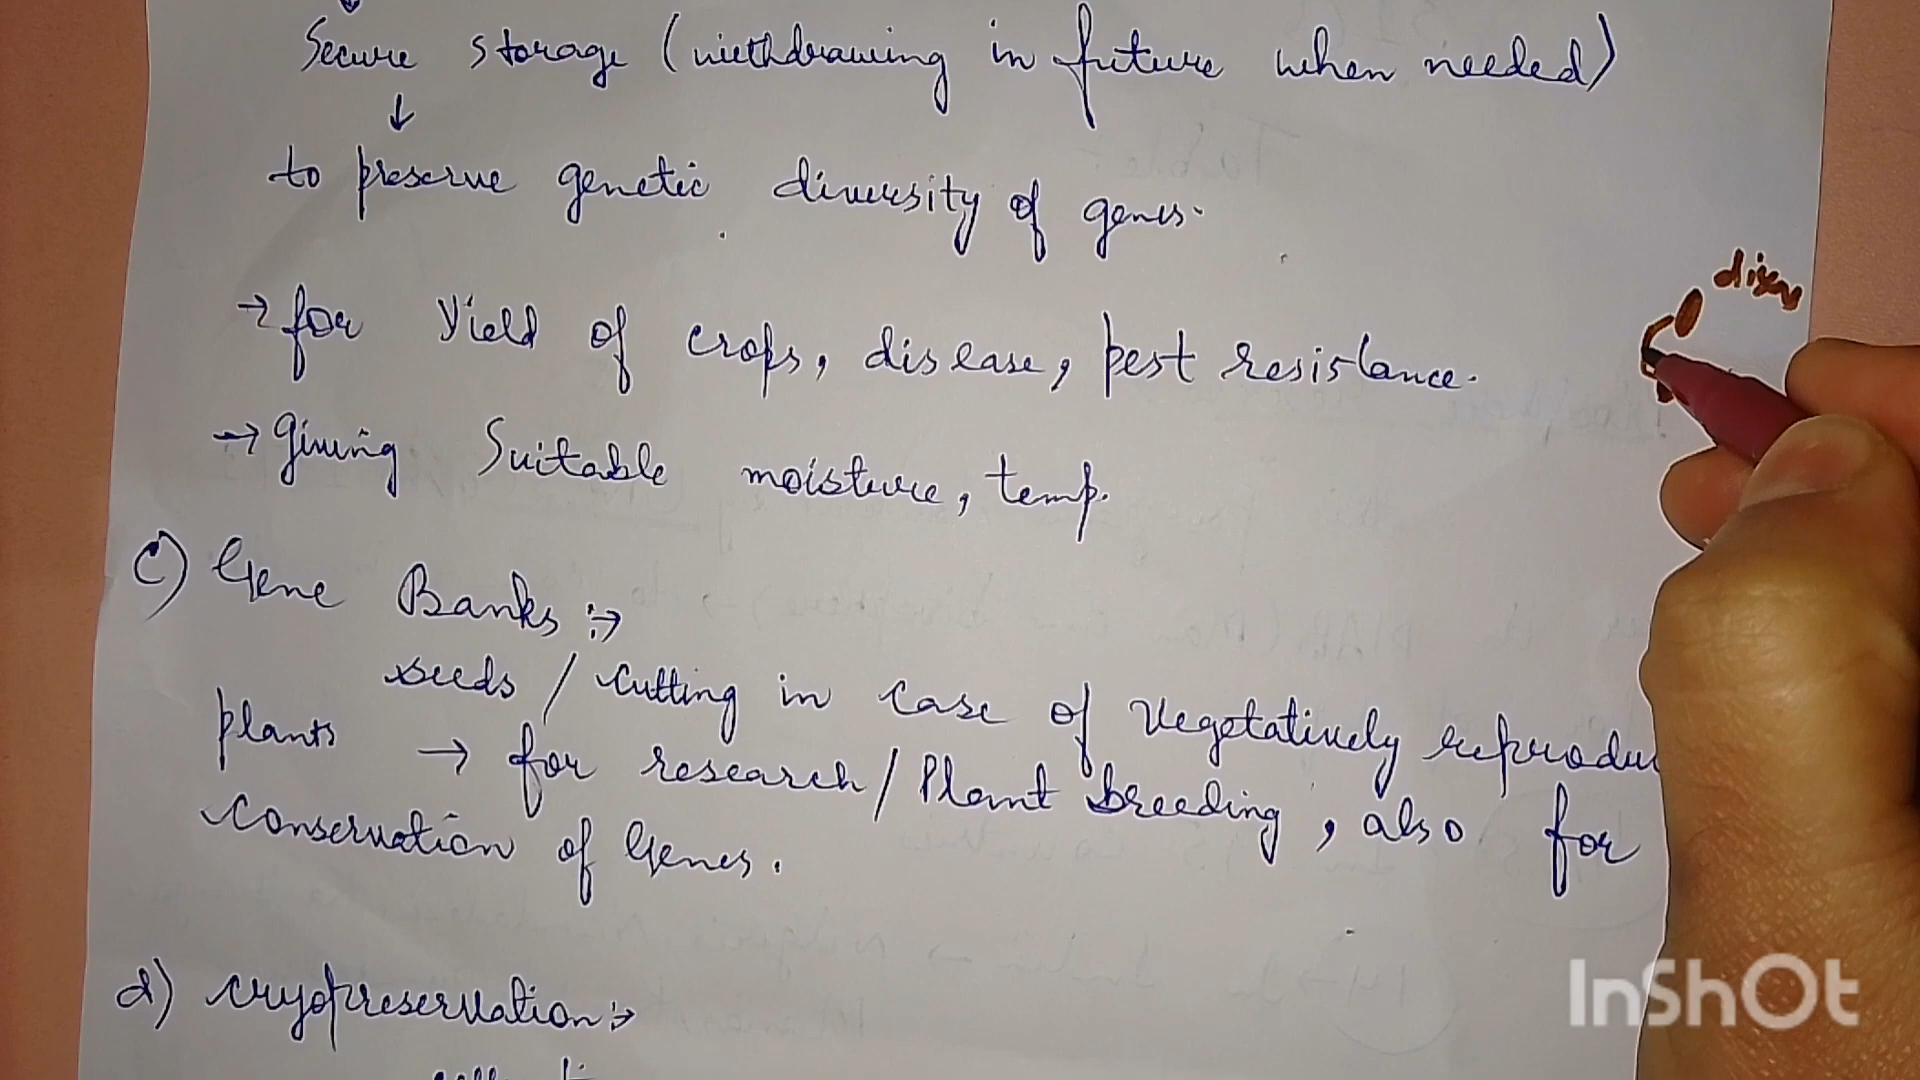 Secure storage (withdrawing in future when needed)
↓
to preserve genetic diversity of genes.
→ for Yield of crops, disease, pest resistance.
→ Giving Suitable moisture, temp.
c) Gene Banks :→
seeds / Cutting in case of Vegetatively reprodu
plants → for research / Plant breeding, also for
Conservation of Genes.
d) cryopreservation :→
InShOt